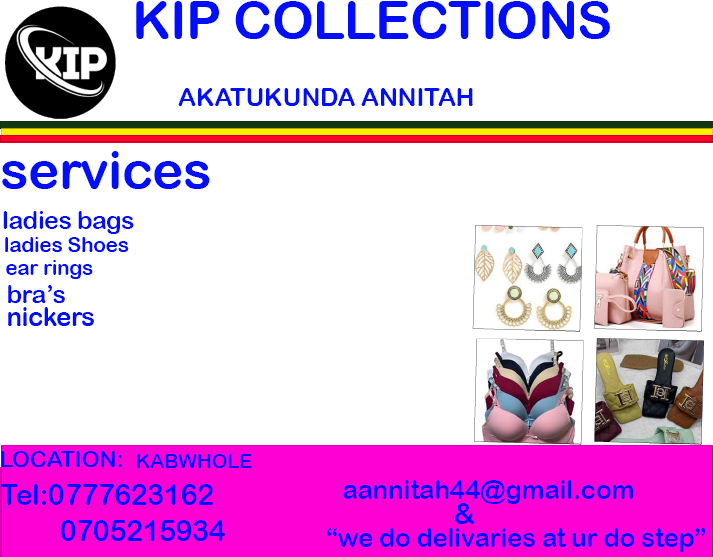 KIP
KIP COLLECTIONS
AKATUKUNDA ANNITAH
services
ladies bags
ladies Shoes
ear rings
bra's
nickers
LOCATION: KABWHOLE
Tel:0777623162
0705215934
aannitah44@gmail.com
&
“we do delivaries at ur do step”